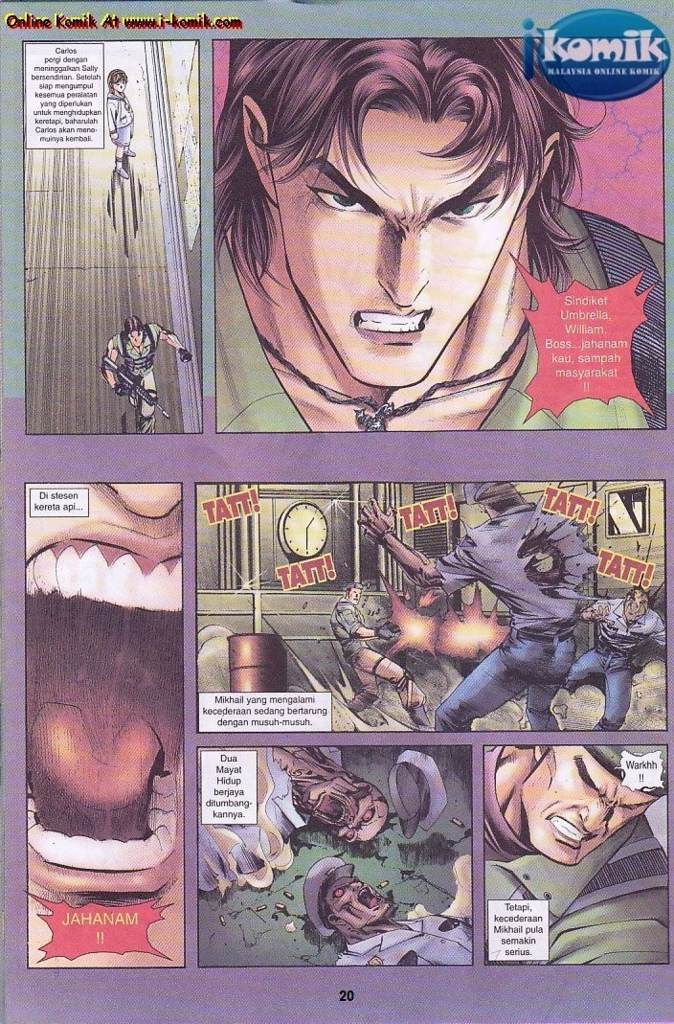 Online Komik At www.i-komik.com
ikomik
MALAYSIA ONLINE KOMIK
Carlos
pergi dengan
meninggalkan Sally
bersendirian. Setelah
siap mengumpul
kesemua peralatan
yang diperlukan
untuk menghidupkan
keretapi, baharulah
Carlos akan mene-
muinya kembali.
Sindiket
Umbrella,
William,
Boss...jahanam
kau, sampah
masyarakat
!!
Di stesen
kereta api...
JAHANAM
!!
TATT!
TATT!
TATT!
TATT!
TATT!
Mikhail yang mengalami
kecederaan sedang bertarung
dengan musuh-musuh.
Dua
Mayat
Hidup
berjaya
ditumbang-
kannya.
Warkhh
!!
Tetapi,
kecederaan
Mikhail pula
semakin
serius.
20